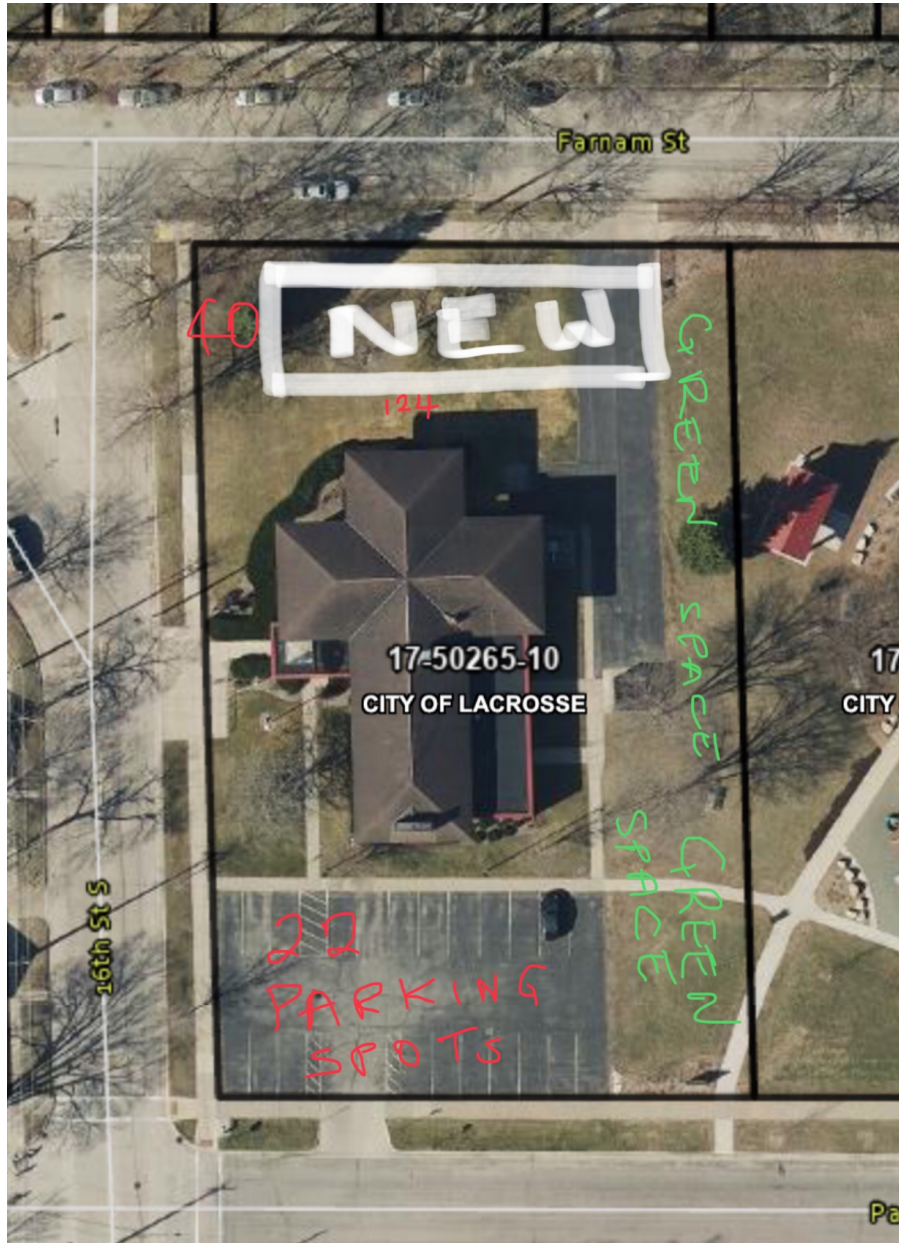 Farnam St
40
NEW
124
GREEN SPACE
17-50265-10
CITY OF LACROSSE
17
CITY
GREEN
SPACE
16th St S
22
PARKING
SPOTS
Pa